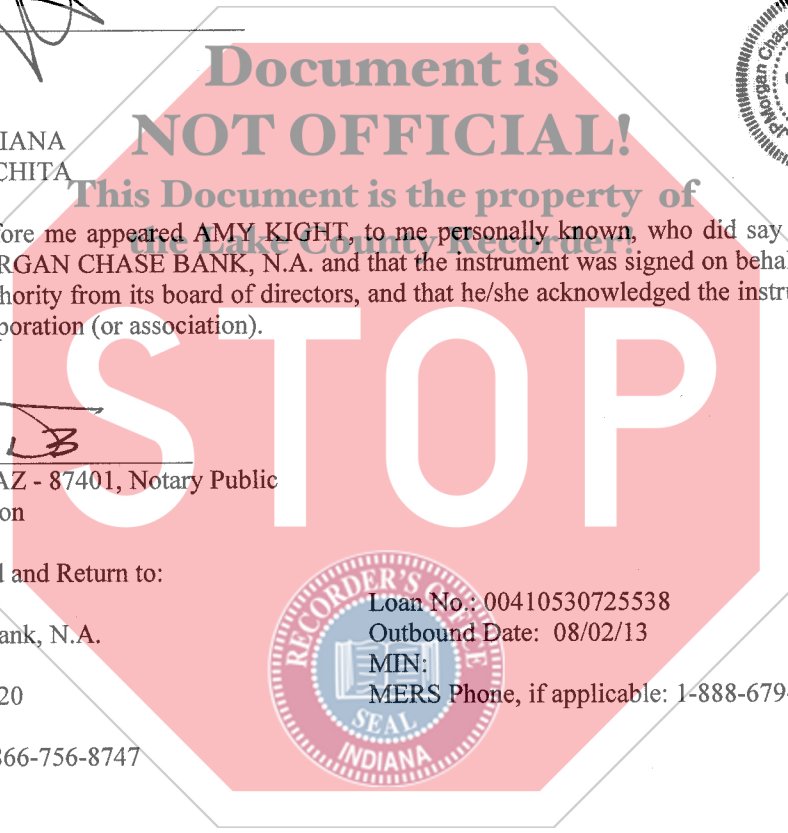 Document is
NOT OFFICIAL!
IANA
CHITA
This Document is the property of
the Lake County Recorder!
fore me appeared AMY KIGHT, to me personally known, who did say
RGAN CHASE BANK, N.A. and that the instrument was signed on behal
hority from its board of directors, and that he/she acknowledged the instru
poration (or association).
STOP
AZ - 87401, Notary Public
on
d and Return to:
ank, N.A.
20
866-756-8747
Loan No.: 00410530725538
Outbound Date: 08/02/13
MIN:
MERS Phone, if applicable: 1-888-679-
RECORDER'S OFFICE
SEAL
INDIANA
JP Morgan Chase